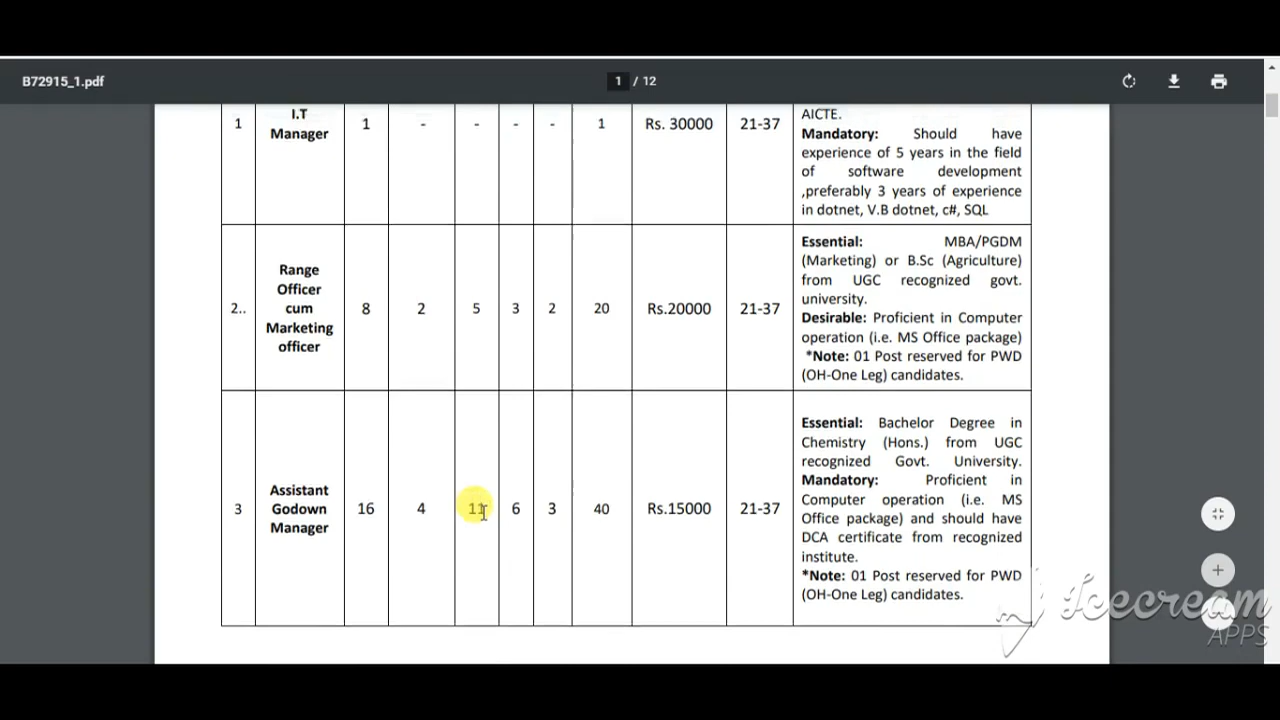 B72915_1.pdf
1 / 12
1
I.T
Manager
1
-
-
-
-
1
Rs. 30000
21-37
AICTE.
Mandatory: Should have
experience of 5 years in the field
of software development
,preferably 3 years of experience
in dotnet, V.B dotnet, c#, SQL
2..
Range
Officer
cum
Marketing
officer
8
2
5
3
2
20
Rs.20000
21-37
Essential: MBA/PGDM
(Marketing) or B.Sc (Agriculture)
from UGC recognized govt.
university.
Desirable: Proficient in Computer
operation (i.e. MS Office package)
*Note: 01 Post reserved for PWD
(OH-One Leg) candidates.
3
Assistant
Godown
Manager
16
4
11
6
3
40
Rs.15000
21-37
Essential: Bachelor Degree in
Chemistry (Hons.) from UGC
recognized Govt. University.
Mandatory: Proficient in
Computer operation (i.e. MS
Office package) and should have
DCA certificate from recognized
institute.
*Note: 01 Post reserved for PWD
(OH-One Leg) candidates.
Icecream
APPS